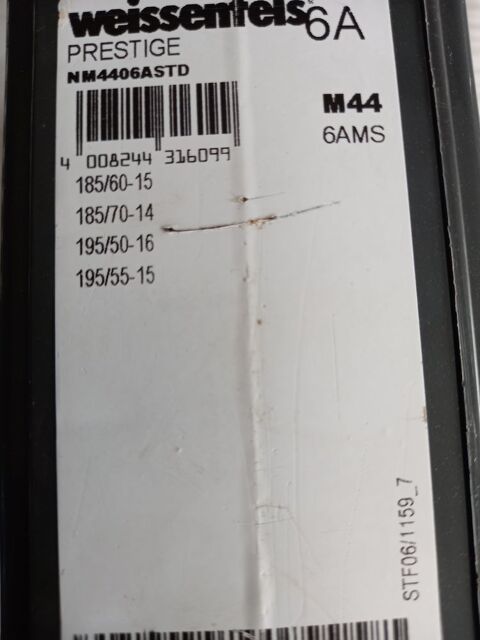 weissenfels 6A
PRESTIGE
NM4406ASTD
M44
6AMS
4 008244 316099
185/60-15
185/70-14
195/50-16
195/55-15
STF06/1159_7